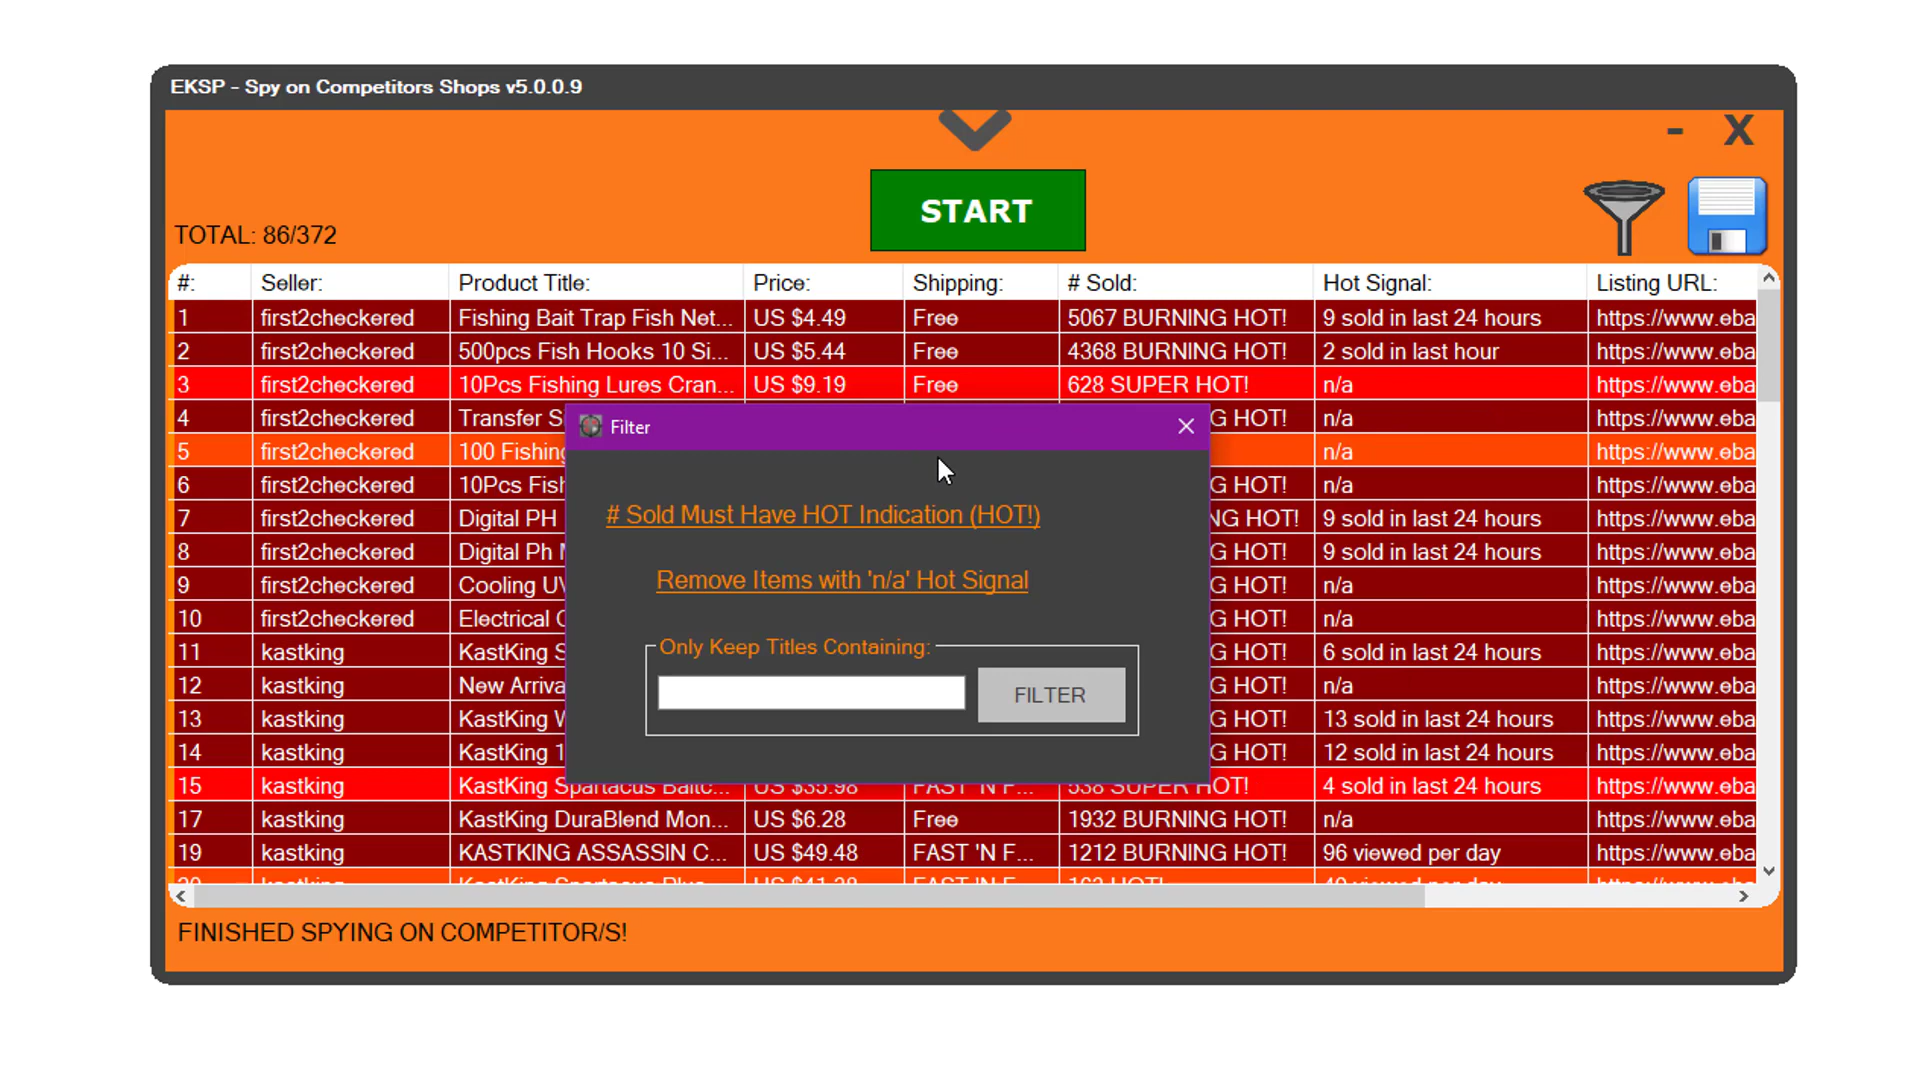 EKSP - Spy on Competitors Shops v5.0.0.9
- X
START
TOTAL: 86/372
#: Seller: Product Title: Price: Shipping: # Sold: Hot Signal: Listing URL:
1 first2checkered Fishing Bait Trap Fish Net... US $4.49 Free 5067 BURNING HOT! 9 sold in last 24 hours https://www.eba
2 first2checkered 500pcs Fish Hooks 10 Si... US $5.44 Free 4368 BURNING HOT! 2 sold in last hour https://www.eba
3 first2checkered 10Pcs Fishing Lures Cran... US $9.19 Free 628 SUPER HOT! n/a https://www.eba
4 first2checkered Transfer S G HOT! n/a https://www.eba
5 first2checkered 100 Fishing n/a https://www.eba
6 first2checkered 10Pcs Fish G HOT! n/a https://www.eba
7 first2checkered Digital PH NG HOT! 9 sold in last 24 hours https://www.eba
8 first2checkered Digital Ph G HOT! 9 sold in last 24 hours https://www.eba
9 first2checkered Cooling UV G HOT! n/a https://www.eba
10 first2checkered Electrical G HOT! n/a https://www.eba
11 kastking KastKing S G HOT! 6 sold in last 24 hours https://www.eba
12 kastking New Arriva G HOT! n/a https://www.eba
13 kastking KastKing W G HOT! 13 sold in last 24 hours https://www.eba
14 kastking KastKing 1 G HOT! 12 sold in last 24 hours https://www.eba
15 kastking KastKing Spartacus Baitc... US $35.98 FAST 'N F... 538 SUPER HOT! 4 sold in last 24 hours https://www.eba
17 kastking KastKing DuraBlend Mon... US $6.28 Free 1932 BURNING HOT! n/a https://www.eba
19 kastking KASTKING ASSASSIN C... US $49.48 FAST 'N F... 1212 BURNING HOT! 96 viewed per day https://www.eba
Filter
# Sold Must Have HOT Indication (HOT!)
Remove Items with 'n/a' Hot Signal
Only Keep Titles Containing:
FILTER
FINISHED SPYING ON COMPETITOR/S!